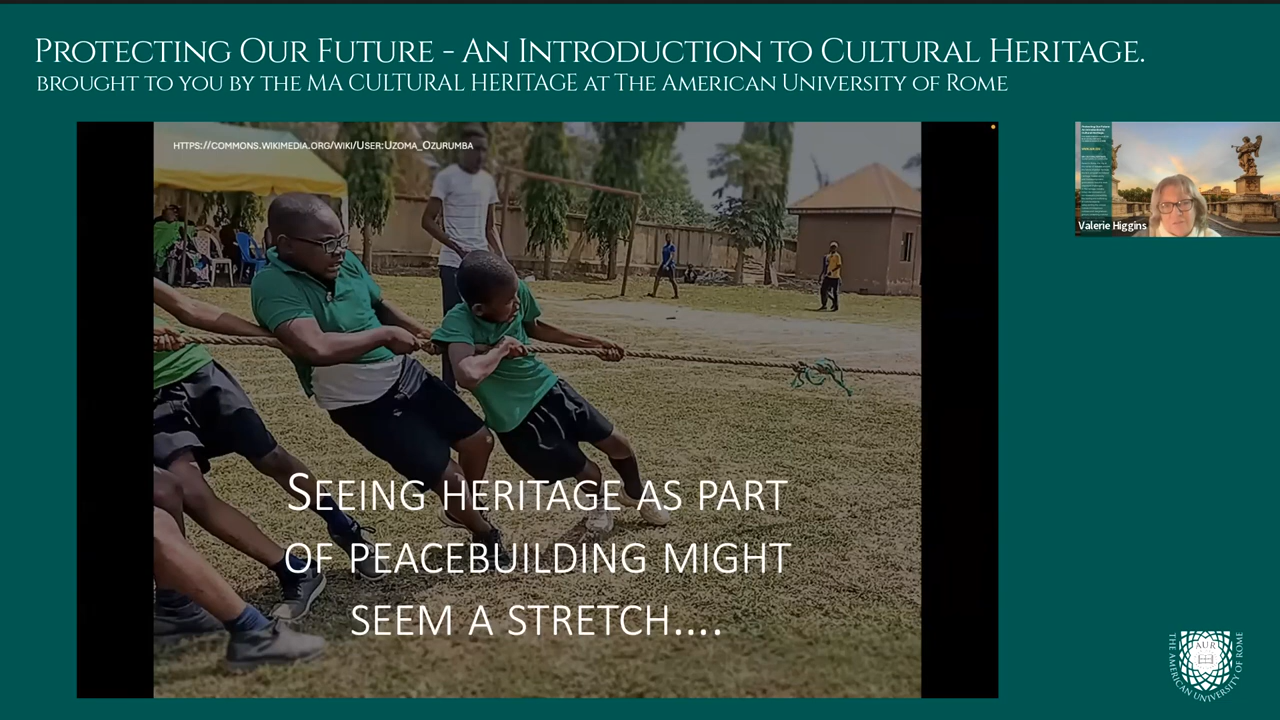 Protecting Our Future - An Introduction to Cultural Heritage.
brought to you by the MA Cultural Heritage at The American University of Rome
https://commons.wikimedia.org/wiki/User:Uzoma_Ozurumba
Valerie Higgins
Seeing heritage as part
of peacebuilding might
seem a stretch....
AUR
THE AMERICAN UNIVERSITY OF ROME